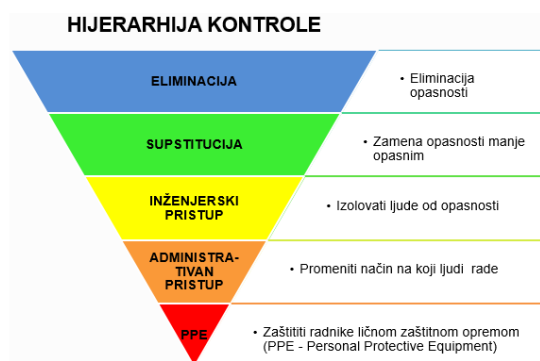 HIJERARHIJA KONTROLE
ELIMINACIJA
• Eliminacija
opasnosti
SUPSTITUCIJA
• Zamena opasnosti manje
opasnim
INŽENJERSKI
PRISTUP
• Izolovati ljude od opasnosti
ADMINISTRA-
TIVAN
PRISTUP
• Promeniti način na koji ljudi rade
PPE
• Zaštititi radnike ličnom zaštitnom opremom
(PPE - Personal Protective Equipment)